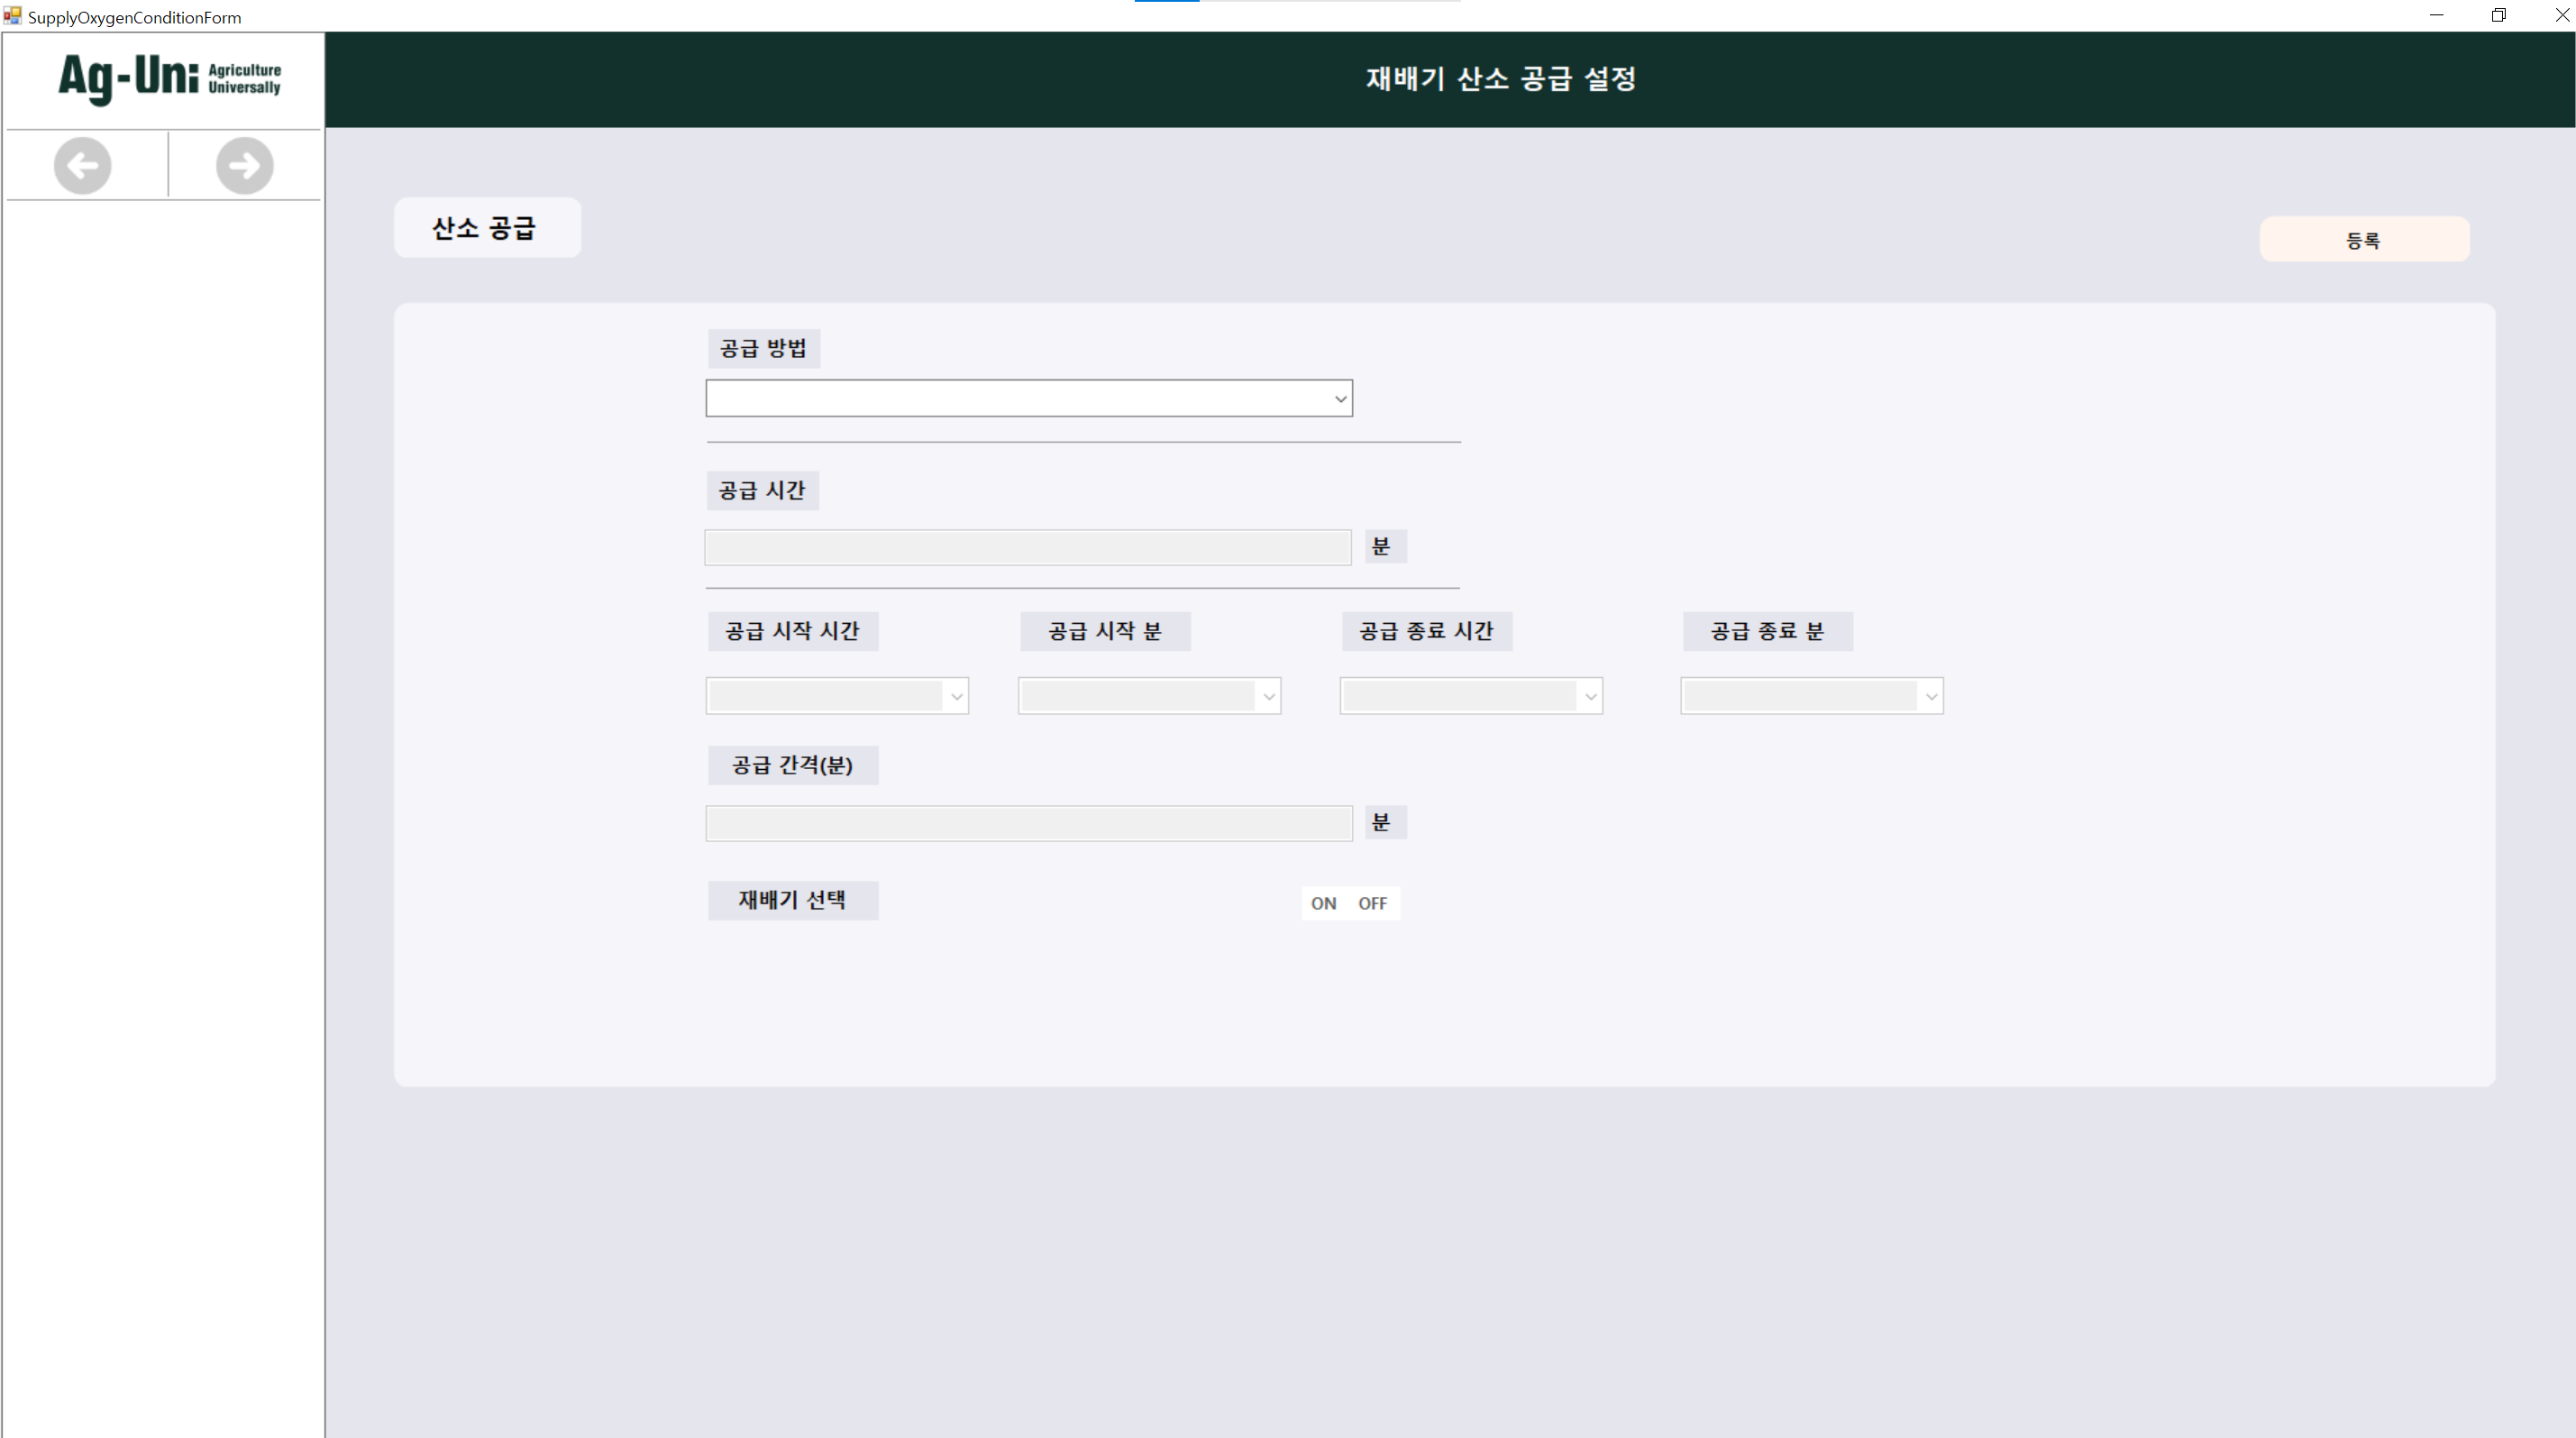 SupplyOxygenConditionForm
Ag-Uni Agriculture Universally
재배기 산소 공급 설정
산소 공급
등록
공급 방법
공급 시간
분
공급 시작 시간 공급 시작 분 공급 종료 시간 공급 종료 분
공급 간격(분)
분
재배기 선택 ON OFF